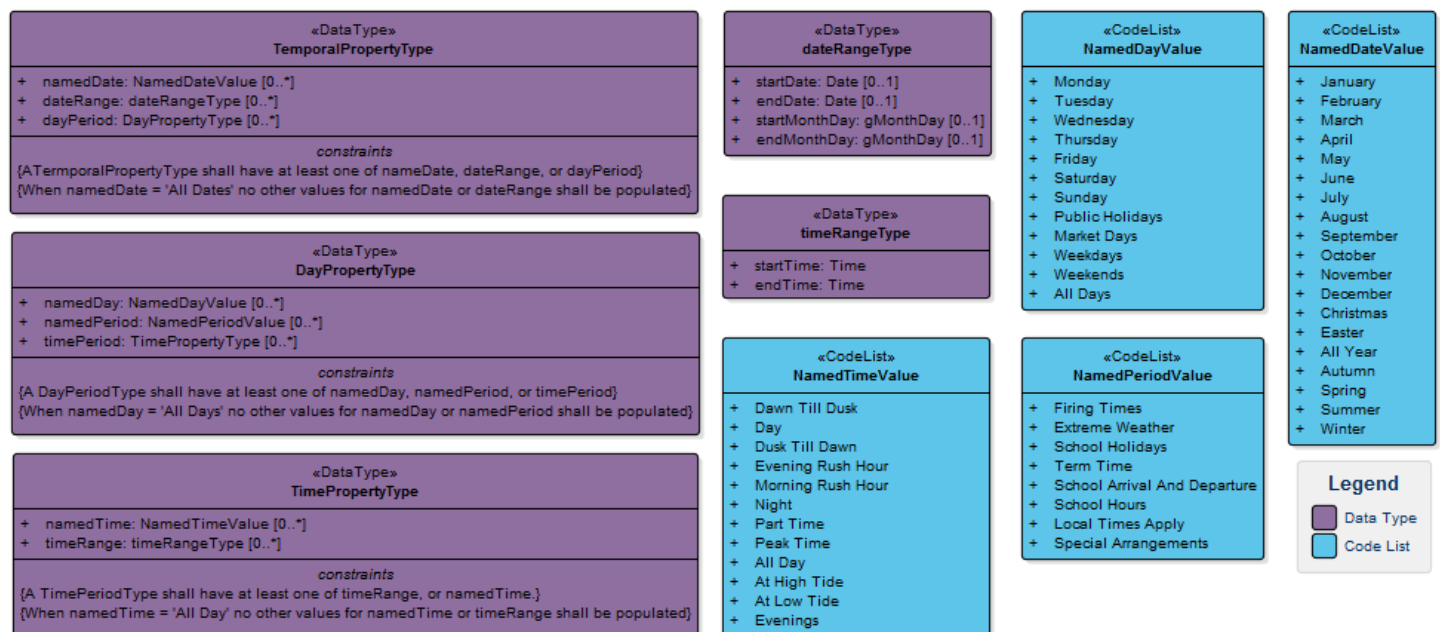 «DataType»
TemporalPropertyType
+ namedDate: NamedDateValue [0..*]
+ dateRange: dateRangeType [0..*]
+ dayPeriod: DayPropertyType [0..*]
constraints
{ATermporalPropertyType shall have at least one of nameDate, dateRange, or dayPeriod}
{When namedDate = 'All Dates' no other values for namedDate or dateRange shall be populated}
«DataType»
DayPropertyType
+ namedDay: NamedDayValue [0..*]
+ namedPeriod: NamedPeriodValue [0..*]
+ timePeriod: TimePropertyType [0..*]
constraints
{A DayPeriodType shall have at least one of namedDay, namedPeriod, or timePeriod}
{When namedDay = 'All Days' no other values for namedDay or namedPeriod shall be populated}
«DataType»
TimePropertyType
+ namedTime: NamedTimeValue [0..*]
+ timeRange: timeRangeType [0..*]
constraints
{A TimePeriodType shall have at least one of timeRange, or namedTime.}
{When namedTime = 'All Day' no other values for namedTime or timeRange shall be populated}
«DataType»
dateRangeType
+ startDate: Date [0..1]
+ endDate: Date [0..1]
+ startMonthDay: gMonthDay [0..1]
+ endMonthDay: gMonthDay [0..1]
«DataType»
timeRangeType
+ startTime: Time
+ endTime: Time
«CodeList»
NamedTimeValue
+ Dawn Till Dusk
+ Day
+ Dusk Till Dawn
+ Evening Rush Hour
+ Morning Rush Hour
+ Night
+ Part Time
+ Peak Time
+ All Day
+ At High Tide
+ At Low Tide
+ Evenings
«CodeList»
NamedDayValue
+ Monday
+ Tuesday
+ Wednesday
+ Thursday
+ Friday
+ Saturday
+ Sunday
+ Public Holidays
+ Market Days
+ Weekdays
+ Weekends
+ All Days
«CodeList»
NamedPeriodValue
+ Firing Times
+ Extreme Weather
+ School Holidays
+ Term Time
+ School Arrival And Departure
+ School Hours
+ Local Times Apply
+ Special Arrangements
«CodeList»
NamedDateValue
+ January
+ February
+ March
+ April
+ May
+ June
+ July
+ August
+ September
+ October
+ November
+ December
+ Christmas
+ Easter
+ All Year
+ Autumn
+ Spring
+ Summer
+ Winter
Legend
Data Type
Code List